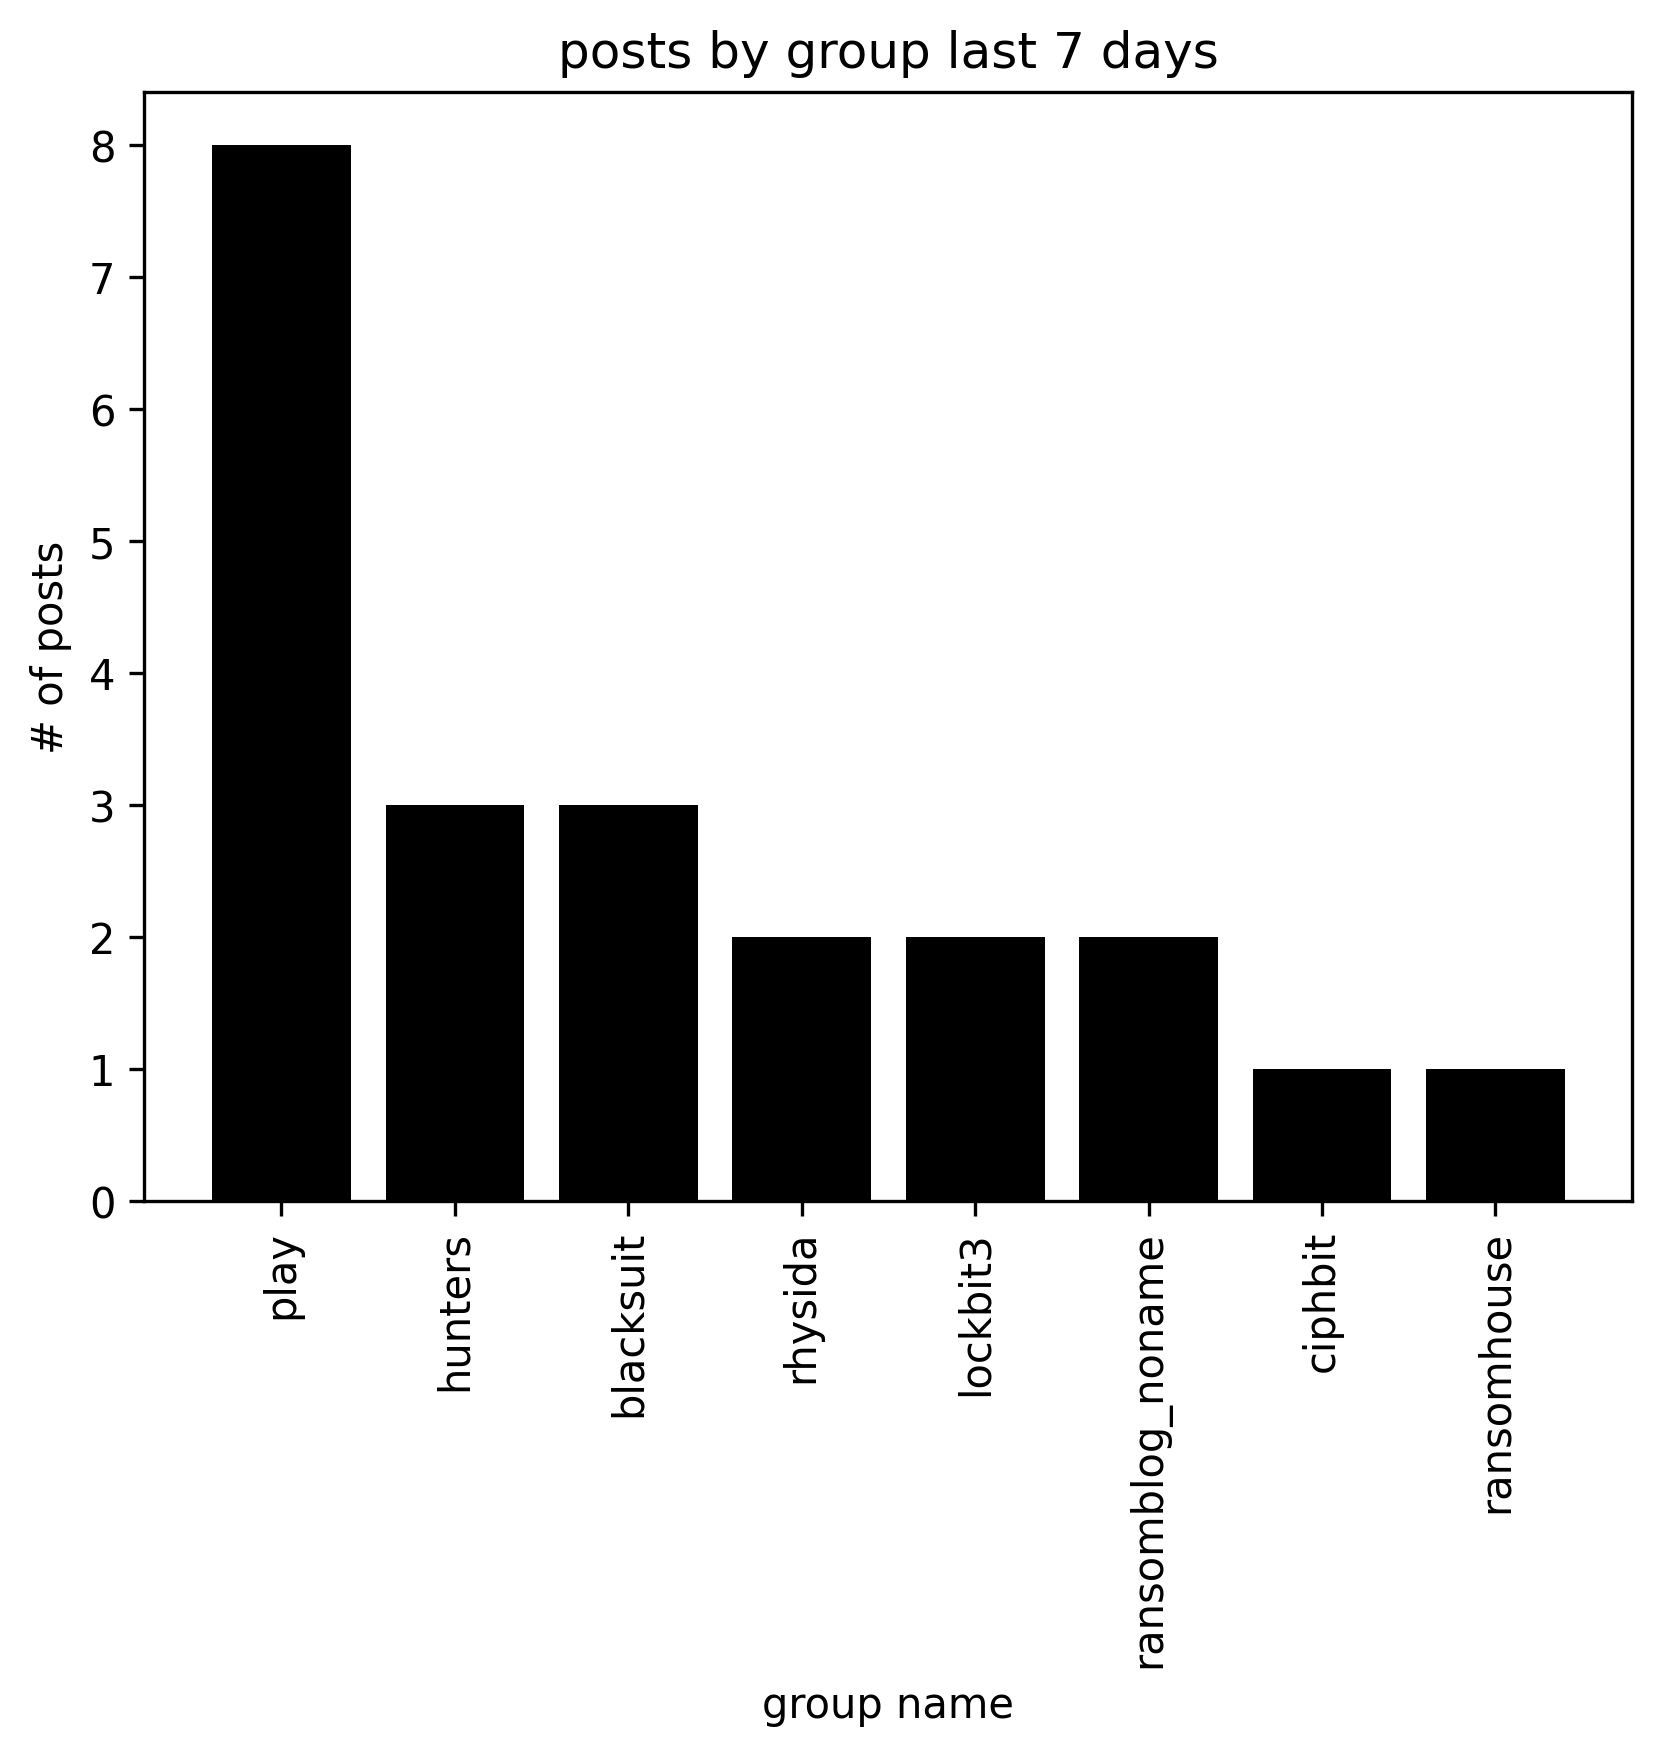 posts by group last 7 days
8
7
6
5
4
3
2
1
0
# of posts
play
hunters
blacksuit
rhysida
lockbit3
ransomblog_noname
ciphbit
ransomhouse
group name